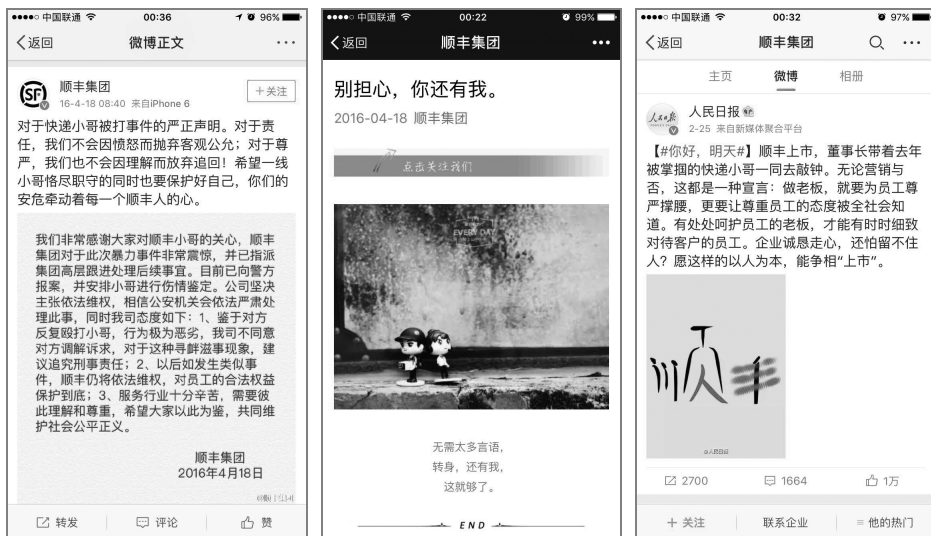 中国联通 00:36 96%
返回 微博正文 ···
SF
顺丰集团
16-4-18 08:40 来自iPhone 6
+关注
对于快递小哥被打事件的严正声明。对于责
任，我们不会因愤怒而抛弃客观公允；对于尊
严，我们也不会因理解而放弃追回！希望一线
小哥恪尽职守的同时也要保护好自己，你们的
安危牵动着每一个顺丰人的心。
我们非常感谢大家对顺丰小哥的关心，顺丰
集团对于此次暴力事件非常震惊，并已指派
集团高层跟进处理后续事宜。目前已向警方
报案，并安排小哥进行伤情鉴定。公司坚决
主张依法维权，相信公安机关会依法严肃处
理此事，同时我司态度如下：1、鉴于对方
反复殴打小哥，行为极为恶劣，我司不同意
对方调解诉求，对于这种寻衅滋事现象，建
议追究刑事责任；2、以后如发生类似事
件，顺丰仍将依法维权，对员工的合法权益
保护到底；3、服务行业十分辛苦，需要彼
此理解和尊重，希望大家以此为鉴，共同维
护社会公平正义。
顺丰集团
2016年4月18日
转发 评论 赞
中国联通 00:22 99%
返回 顺丰集团 ···
别担心，你还有我。
2016-04-18 顺丰集团
点击关注我们
EVERY DAY
无需太多言语，
转身，还有我，
这就够了。
END
中国联通 00:32 97%
返回 顺丰集团 ···
主页 微博 相册
人民日报
人民日报
2-25 来自新媒体聚合平台
【#你好，明天#】顺丰上市，董事长带着去年
被掌掴的快递小哥一同去敲钟。无论营销与
否，这都是一种宣言：做老板，就要为员工尊
严撑腰，更要让尊重员工的态度被全社会知
道。有处处呵护员工的老板，才能有时时细致
对待客户的员工。企业诚恳走心，还怕留不住
人？愿这样的以人为本，能争相“上市”。
@人民日报
2700 1664 1万
+ 关注 联系企业 他的热门